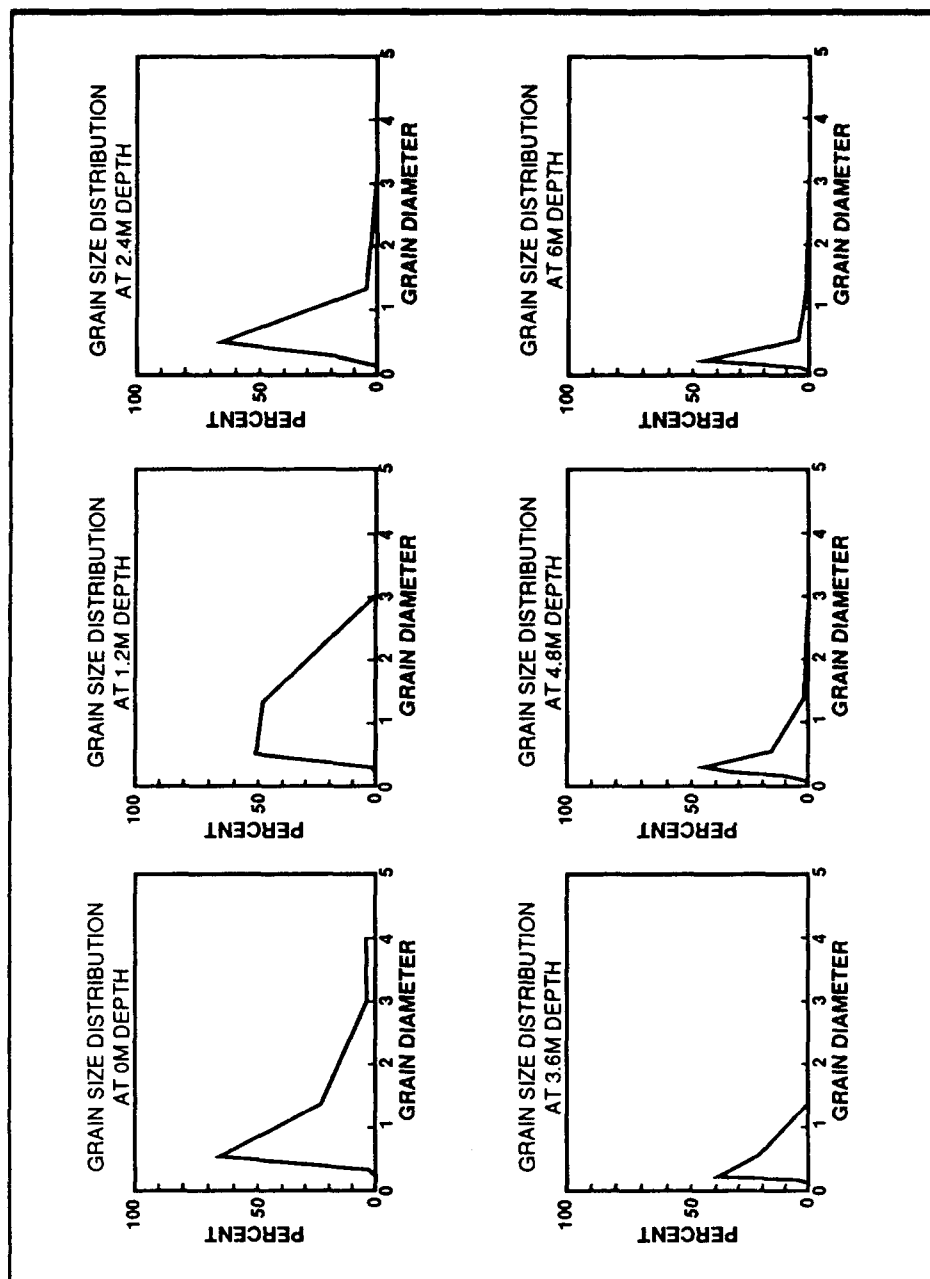 GRAIN SIZE DISTRIBUTION
AT 0M DEPTH
100
50
0
PERCENT
0 1 2 3 4 5
GRAIN DIAMETER
GRAIN SIZE DISTRIBUTION
AT 1.2M DEPTH
100
50
0
PERCENT
0 1 2 3 4 5
GRAIN DIAMETER
GRAIN SIZE DISTRIBUTION
AT 2.4M DEPTH
100
50
0
PERCENT
0 1 2 3 4 5
GRAIN DIAMETER
GRAIN SIZE DISTRIBUTION
AT 3.6M DEPTH
100
50
0
PERCENT
0 1 2 3 4 5
GRAIN DIAMETER
GRAIN SIZE DISTRIBUTION
AT 4.8M DEPTH
100
50
0
PERCENT
0 1 2 3 4 5
GRAIN DIAMETER
GRAIN SIZE DISTRIBUTION
AT 6M DEPTH
100
50
0
PERCENT
0 1 2 3 4 5
GRAIN DIAMETER